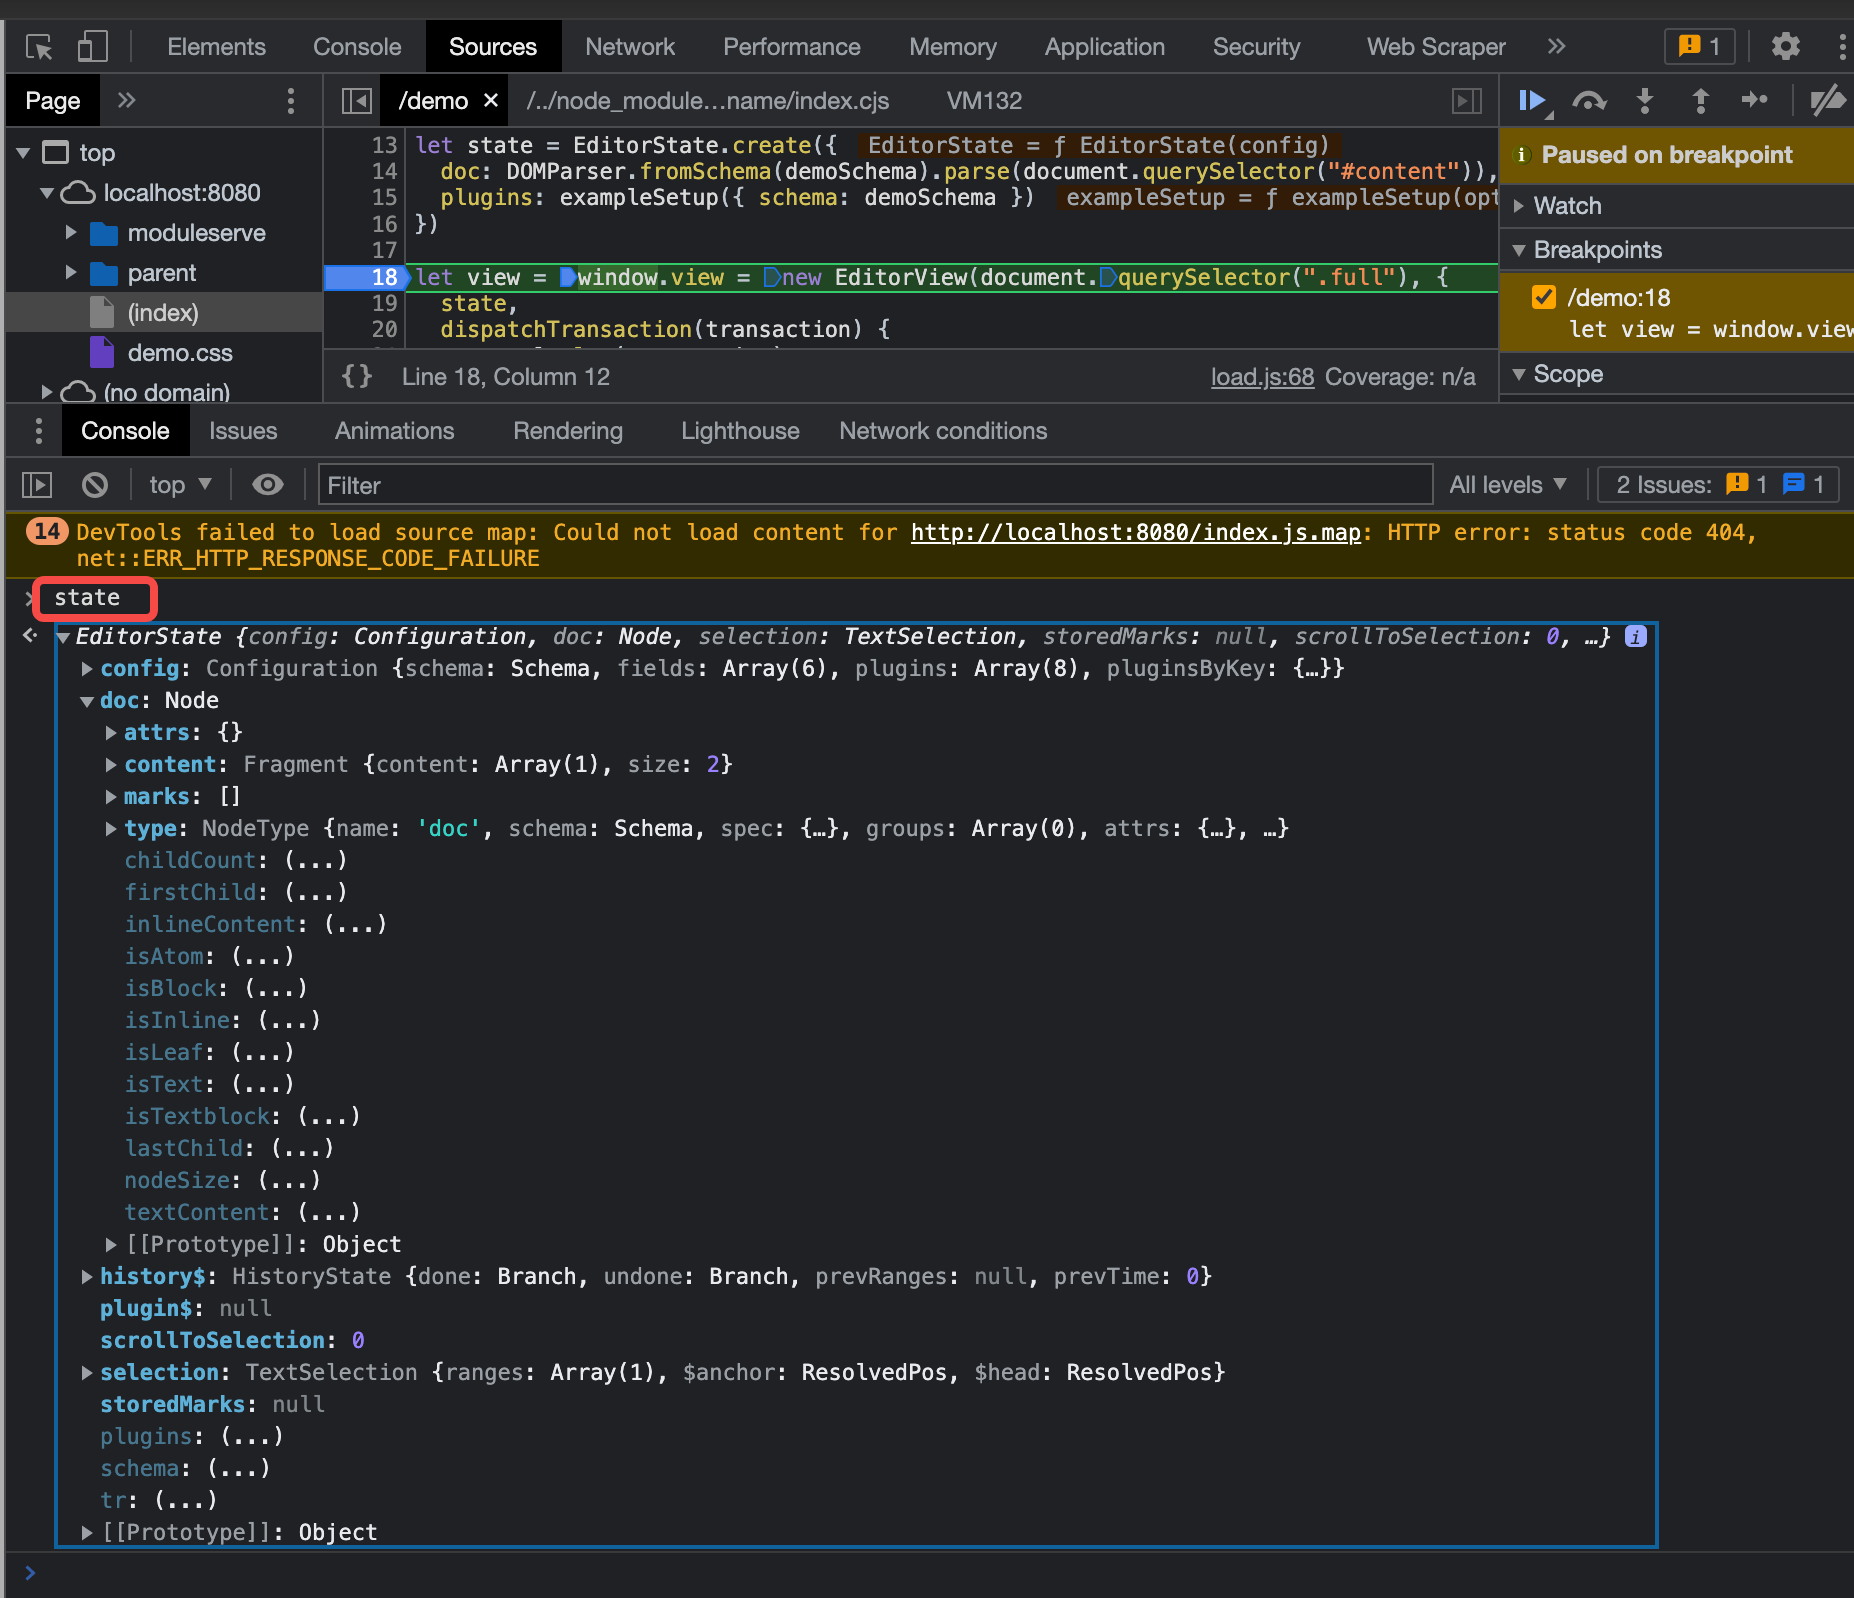 Elements Console Sources Network Performance Memory Application Security Web Scraper » 1
Page » /demo × /../node_module…name/index.cjs VM132
top
localhost:8080
moduleserve
parent
(index)
demo.css
(no domain)
13 let state = EditorState.create({ EditorState = ƒ EditorState(config)
14 doc: DOMParser.fromSchema(demoSchema).parse(document.querySelector("#content")),
15 plugins: exampleSetup({ schema: demoSchema }) exampleSetup = ƒ exampleSetup(opt
16 })
17
18 let view = window.view = new EditorView(document.querySelector(".full"), {
19 state,
20 dispatchTransaction(transaction) {
{} Line 18, Column 12 load.js:68 Coverage: n/a
Paused on breakpoint
Watch
Breakpoints
/demo:18
let view = window.view
Scope
Console Issues Animations Rendering Lighthouse Network conditions
top Filter All levels 2 Issues: 1 1
14 DevTools failed to load source map: Could not load content for http://localhost:8080/index.js.map: HTTP error: status code 404,
net::ERR_HTTP_RESPONSE_CODE_FAILURE
state
EditorState {config: Configuration, doc: Node, selection: TextSelection, storedMarks: null, scrollToSelection: 0, …} i
config: Configuration {schema: Schema, fields: Array(6), plugins: Array(8), pluginsByKey: {…}}
doc: Node
attrs: {}
content: Fragment {content: Array(1), size: 2}
marks: []
type: NodeType {name: 'doc', schema: Schema, spec: {…}, groups: Array(0), attrs: {…}, …}
childCount: (...)
firstChild: (...)
inlineContent: (...)
isAtom: (...)
isBlock: (...)
isInline: (...)
isLeaf: (...)
isText: (...)
isTextblock: (...)
lastChild: (...)
nodeSize: (...)
textContent: (...)
[[Prototype]]: Object
history$: HistoryState {done: Branch, undone: Branch, prevRanges: null, prevTime: 0}
plugin$: null
scrollToSelection: 0
selection: TextSelection {ranges: Array(1), $anchor: ResolvedPos, $head: ResolvedPos}
storedMarks: null
plugins: (...)
schema: (...)
tr: (...)
[[Prototype]]: Object